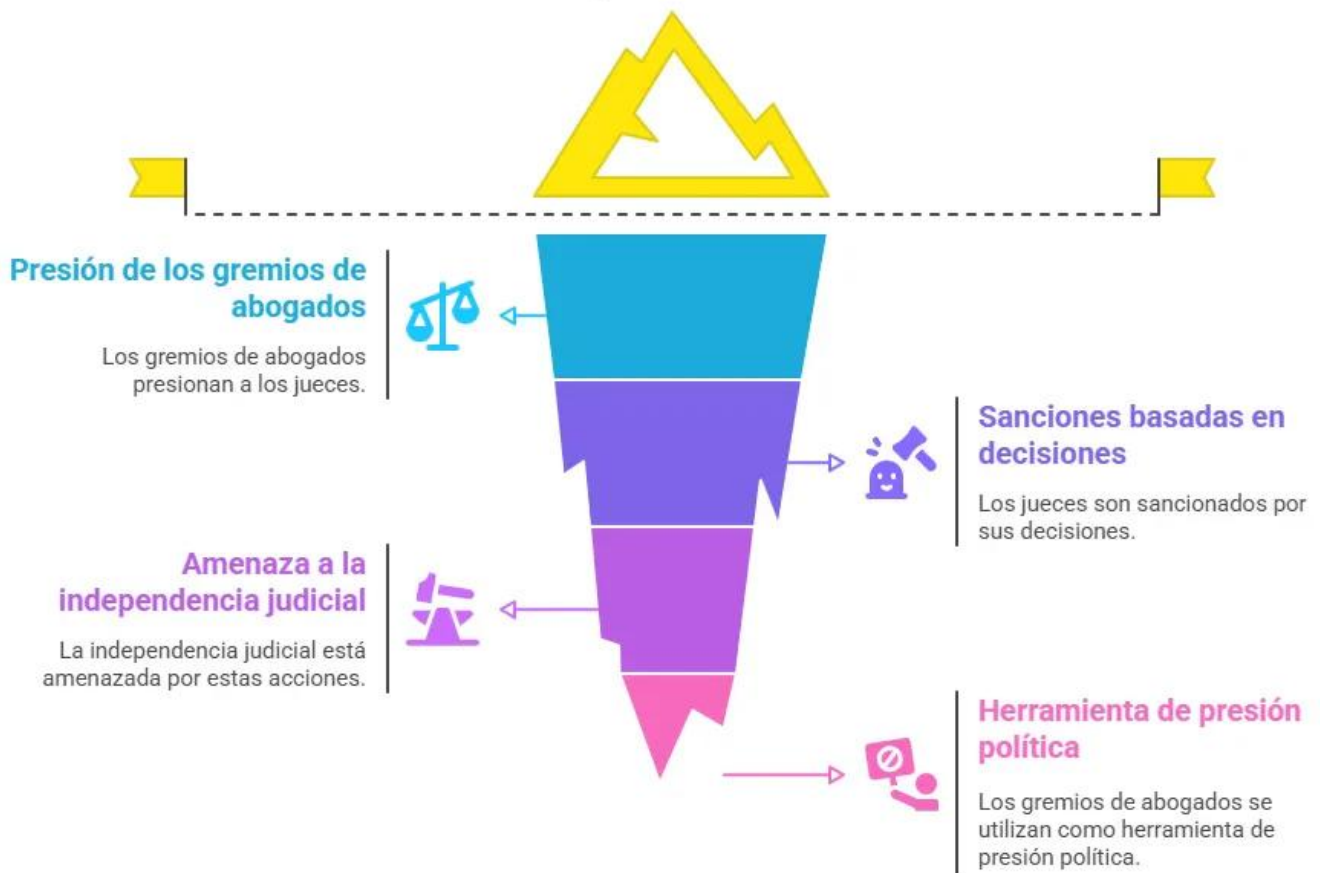 Presión de los gremios de
abogados
Los gremios de abogados
presionan a los jueces.
Sanciones basadas en
decisiones
Los jueces son sancionados por
sus decisiones.
Amenaza a la
independencia judicial
La independencia judicial está
amenazada por estas acciones.
Herramienta de presión
política
Los gremios de abogados se
utilizan como herramienta de
presión política.